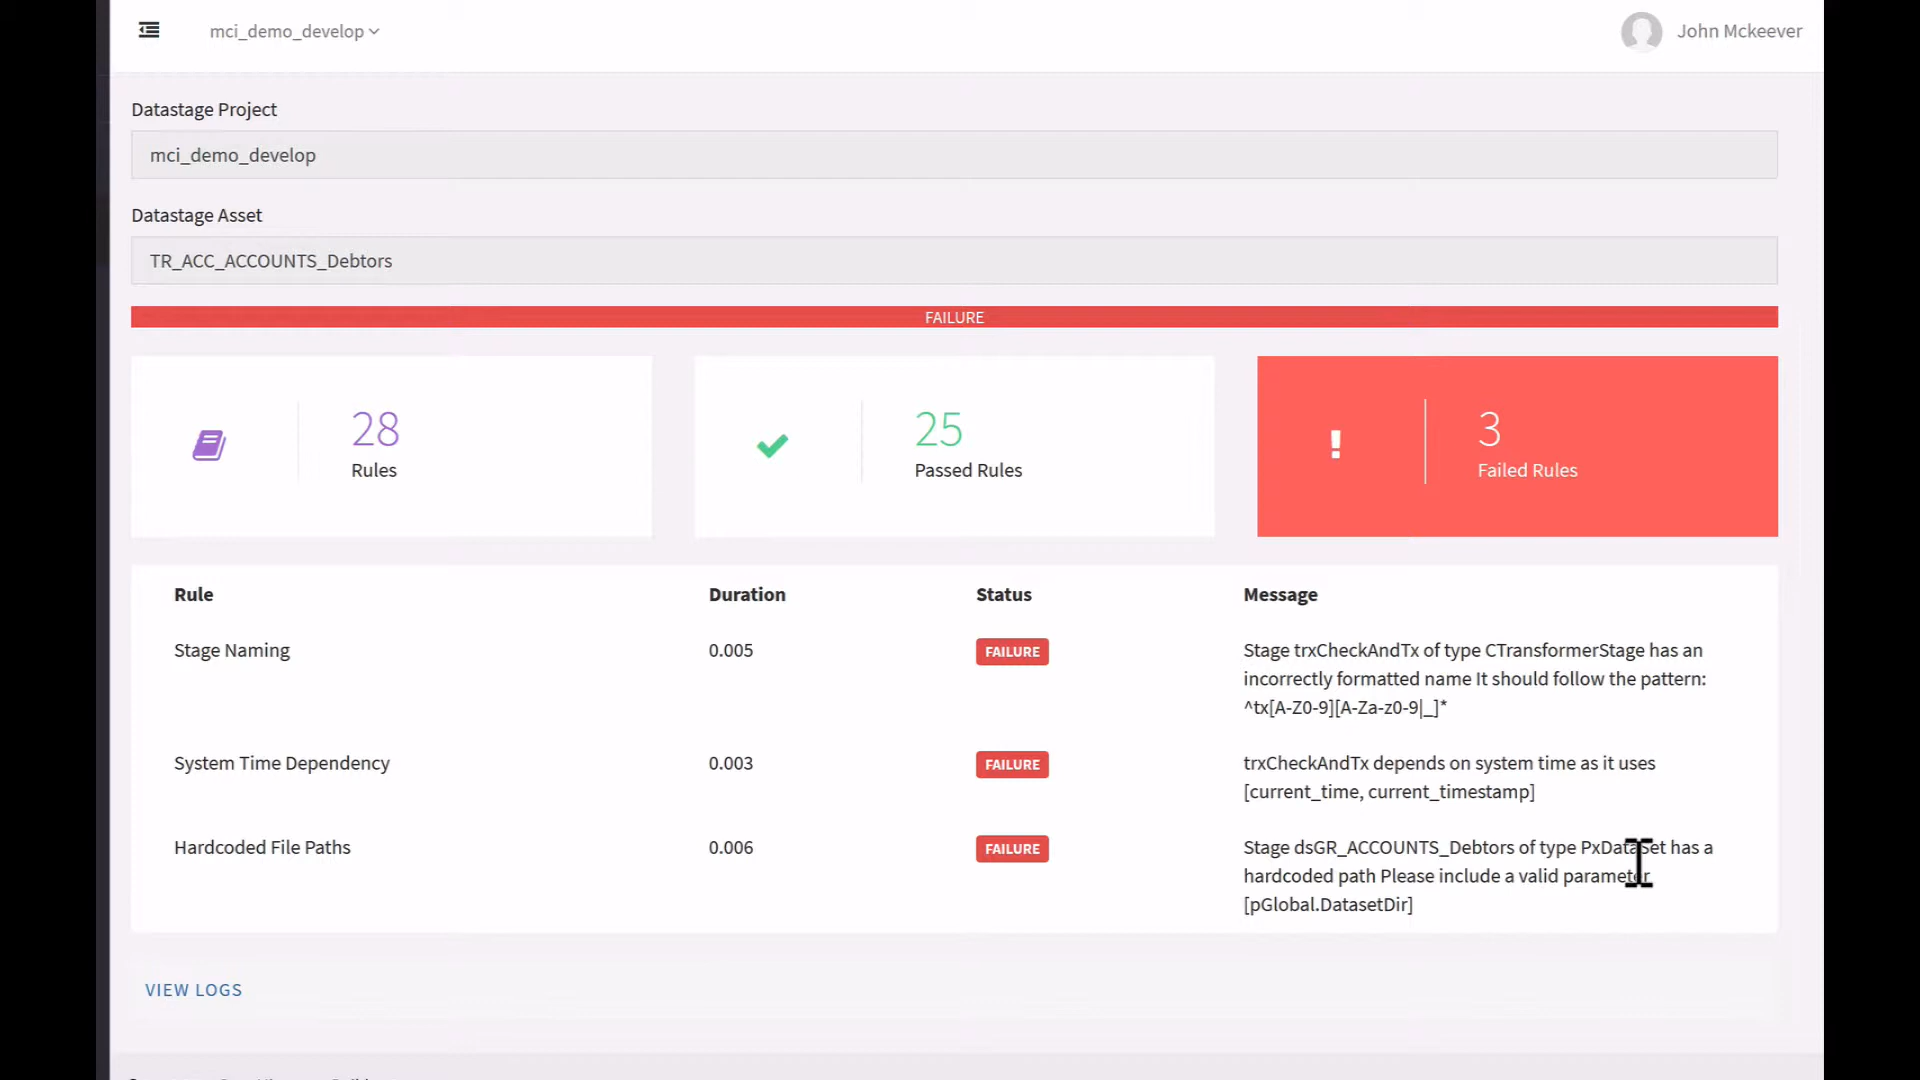 mci_demo_develop
John Mckeever
Datastage Project
mci_demo_develop
Datastage Asset
TR_ACC_ACCOUNTS_Debtors
FAILURE
28
Rules
25
Passed Rules
3
Failed Rules
Rule Duration Status Message
Stage Naming 0.005 FAILURE Stage trxCheckAndTx of type CTransformerStage has an
incorrectly formatted name It should follow the pattern:
^tx[A-Z0-9][A-Za-z0-9|_]*
System Time Dependency 0.003 FAILURE trxCheckAndTx depends on system time as it uses
[current_time, current_timestamp]
Hardcoded File Paths 0.006 FAILURE Stage dsGR_ACCOUNTS_Debtors of type PxDataSet has a
hardcoded path Please include a valid parameter
[pGlobal.DatasetDir]
VIEW LOGS